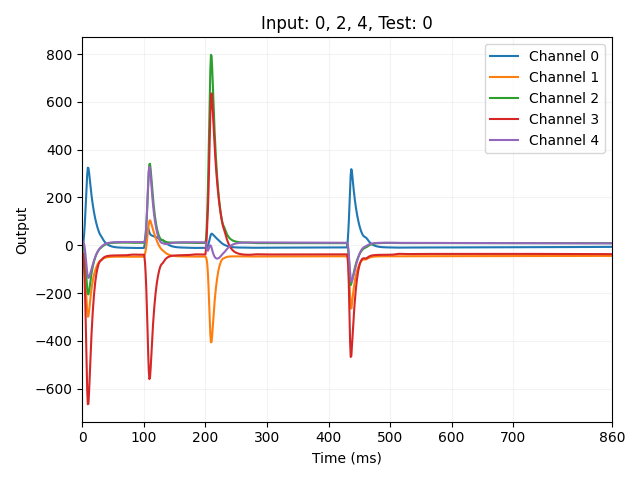 Input: 0, 2, 4, Test: 0
Output
800
600
400
200
0
−200
−400
−600
Channel 0
Channel 1
Channel 2
Channel 3
Channel 4
0 100 200 300 400 500 600 700 860
Time (ms)